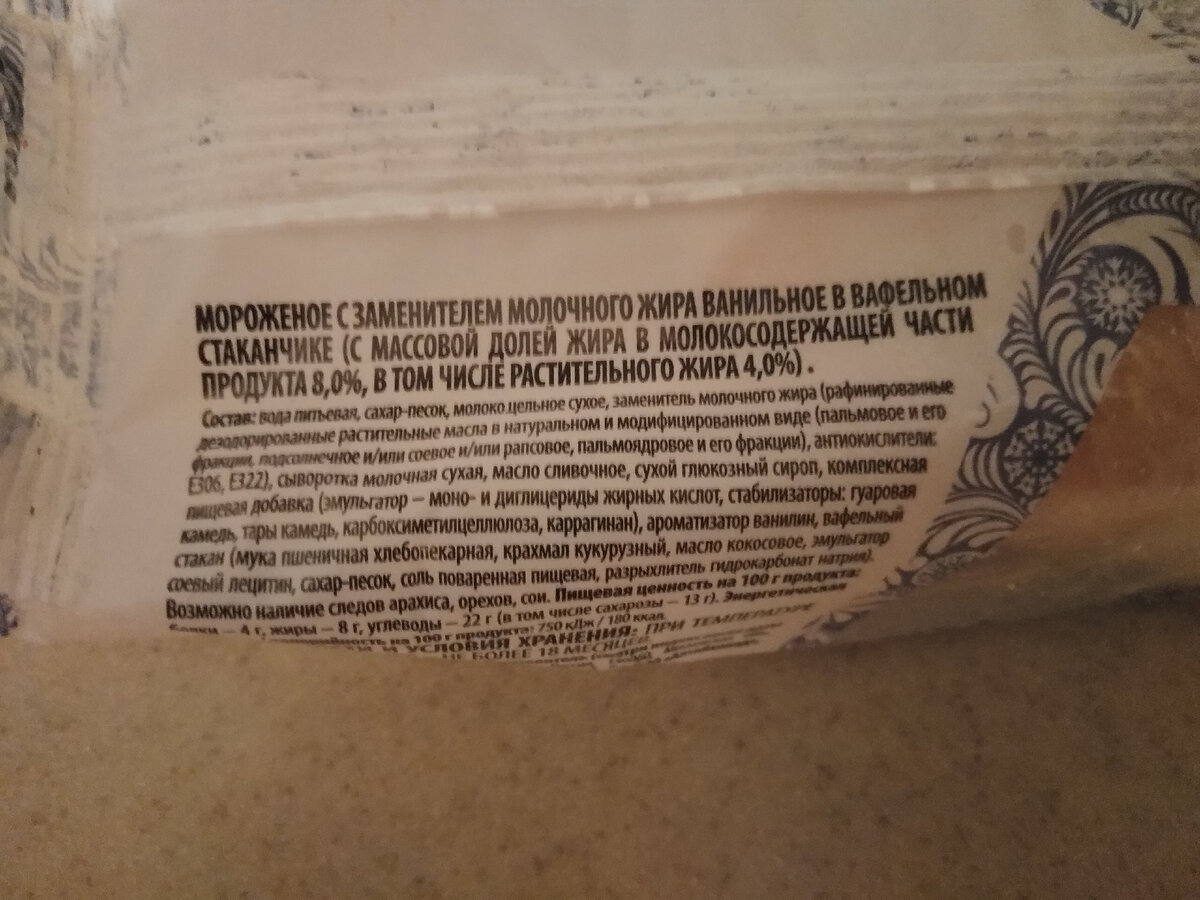 МОРОЖЕНОЕ С ЗАМЕНИТЕЛЕМ МОЛОЧНОГО ЖИРА ВАНИЛЬНОЕ В ВАФЕЛЬНОМ
СТАКАНЧИКЕ (С МАССОВОЙ ДОЛЕЙ ЖИРА В МОЛОКОСОДЕРЖАЩЕЙ ЧАСТИ
ПРОДУКТА 8,0%, В ТОМ ЧИСЛЕ РАСТИТЕЛЬНОГО ЖИРА 4,0%) .
Состав: вода питьевая, сахар-песок, молоко цельное сухое, заменитель молочного жира (рафинированные
дезодорированные растительные масла в натуральном и модифицированном виде (пальмовое и его
фракции, подсолнечное и/или соевое и/или рапсовое, пальмоядровое и его фракции), антиокислители:
Е306, Е322), сыворотка молочная сухая, масло сливочное, сухой глюкозный сироп, комплексная
пищевая добавка (эмульгатор – моно- и диглицериды жирных кислот, стабилизаторы: гуаровая
камедь, тары камедь, карбоксиметилцеллюлоза, каррагинан), ароматизатор ванилин, вафельный
стакан (мука пшеничная хлебопекарная, крахмал кукурузный, масло кокосовое, эмульгатор
соевый лецитин, сахар-песок, соль поваренная пищевая, разрыхлитель гидрокарбонат натрия).
Возможно наличие следов арахиса, орехов, сои. Пищевая ценность на 100 г продукта:
белки – 4 г, жиры – 8 г, углеводы – 22 г (в том числе сахарозы – 13 г). Энергетическая
на 100 г продукта: 750 кДж / 180 ккал.
И УСЛОВИЯ ХРАНЕНИЯ: ПРИ ТЕМПЕРАТУРЕ
НЕ БОЛЕЕ 18 МЕСЯЦЕВ